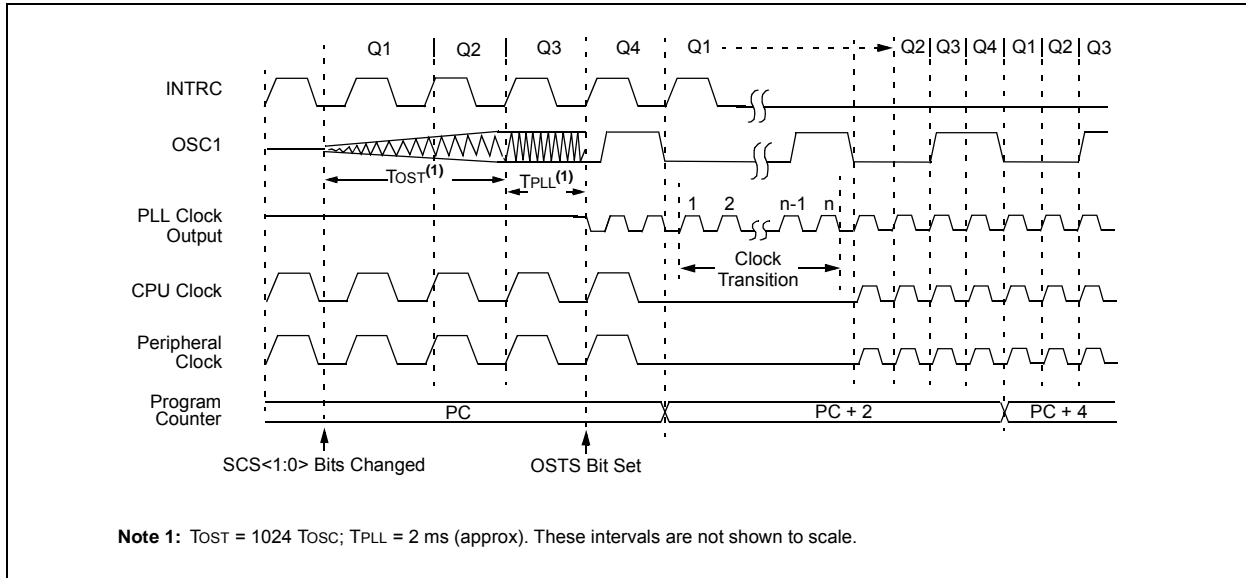 Q1 Q2 Q3 Q4 Q1 Q2 Q3 Q4 Q1 Q2 Q3
INTRC
OSC1
TOST(1) TPLL(1)
1 2 n-1 n
PLL Clock
Output
Clock
Transition
CPU Clock
Peripheral
Clock
Program
Counter
PC PC + 2 PC + 4
SCS<1:0> Bits Changed OSTS Bit Set
Note 1: TOST = 1024 TOSC; TPLL = 2 ms (approx). These intervals are not shown to scale.